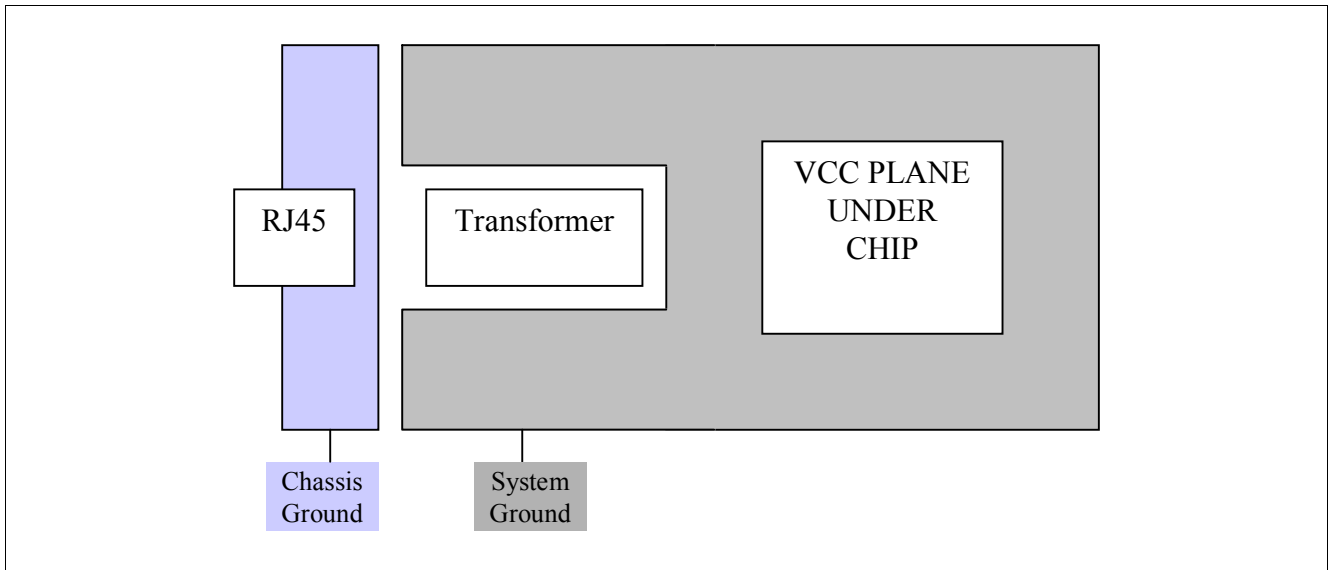 RJ45
Transformer
VCC PLANE
UNDER
CHIP
Chassis
Ground
System
Ground